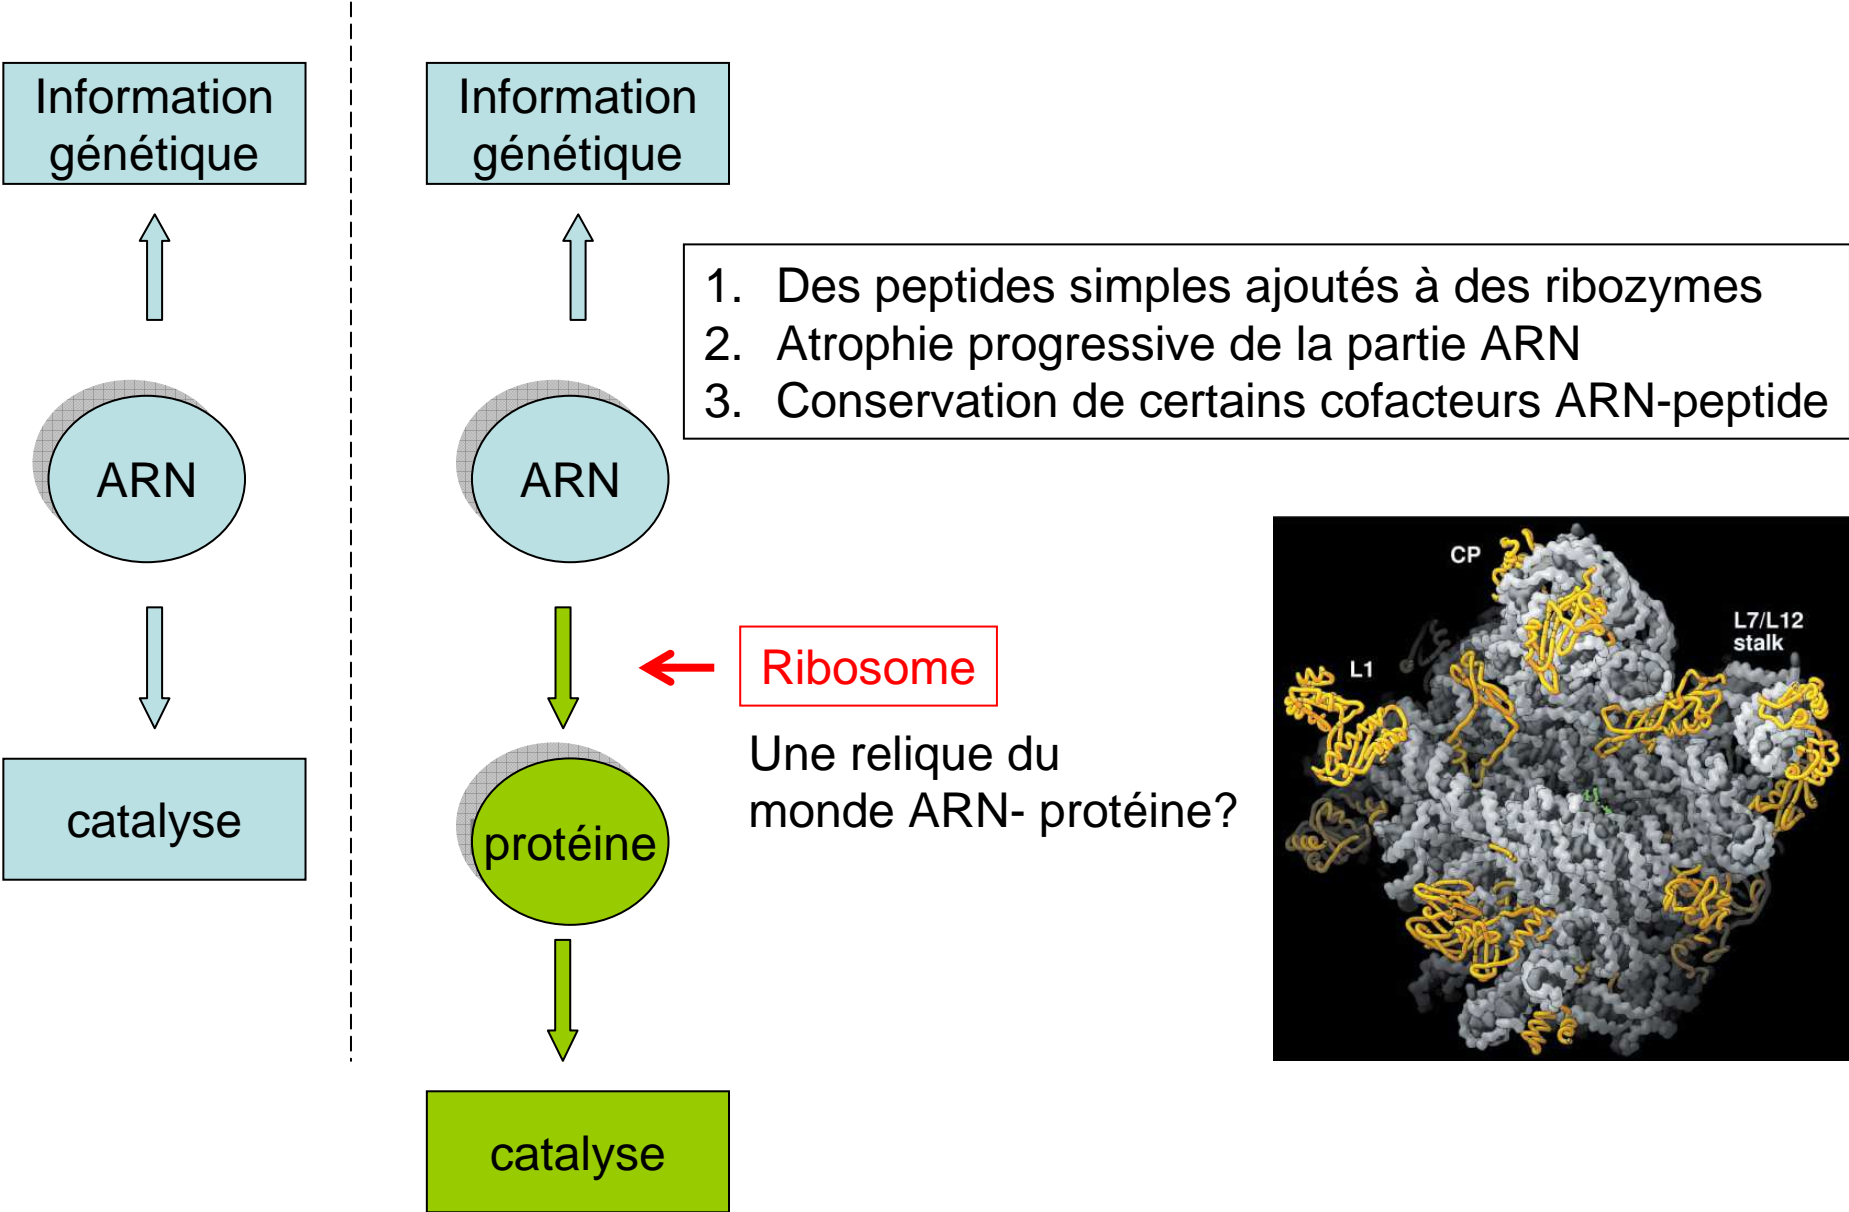 Information
génétique
ARN
catalyse
Information
génétique
ARN
protéine
catalyse
1. Des peptides simples ajoutés à des ribozymes
2. Atrophie progressive de la partie ARN
3. Conservation de certains cofacteurs ARN-peptide
Ribosome
Une relique du
monde ARN- protéine?
CP
L7/L12
stalk
L1